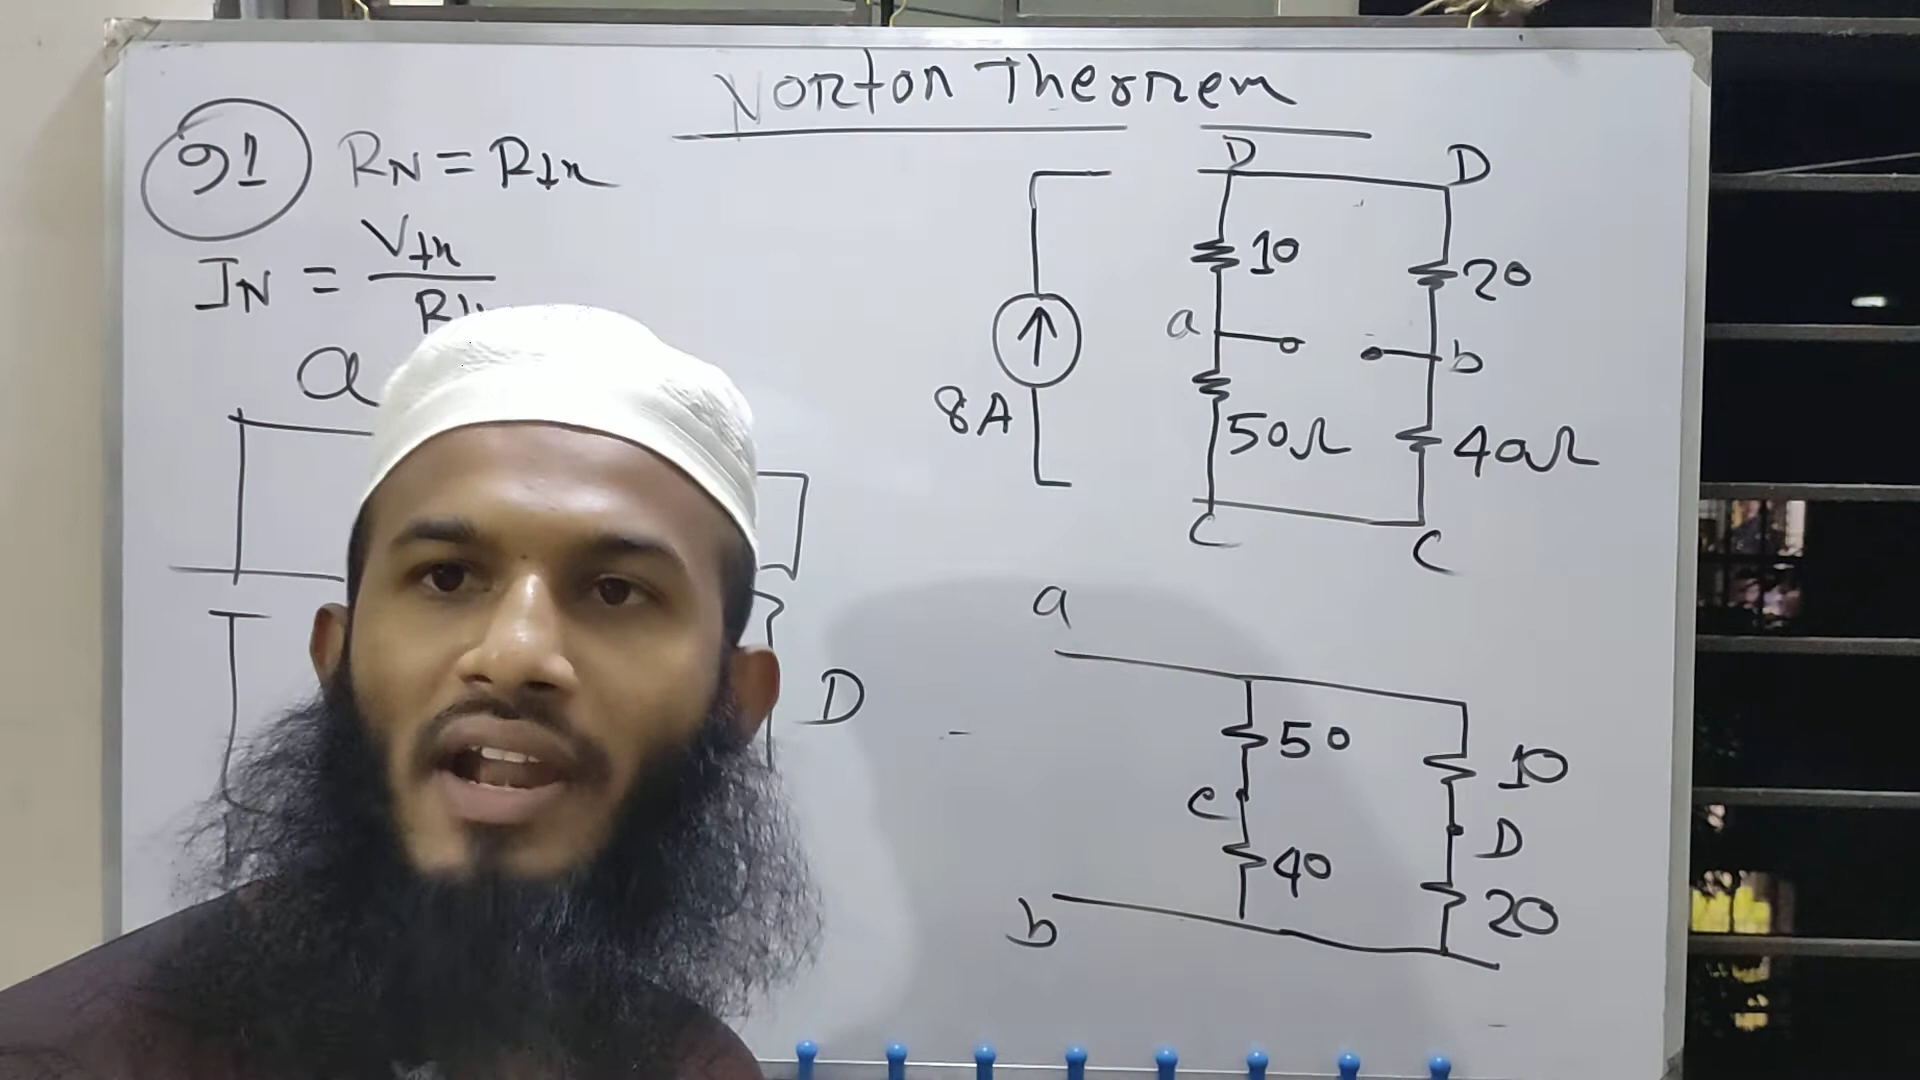 Norton Theorem
91
RN = Rth
IN = Vth
a
D
D
D
10
20
a
b
8A
50Ω
40Ω
C
C
a
50
10
C
D
40
20
b